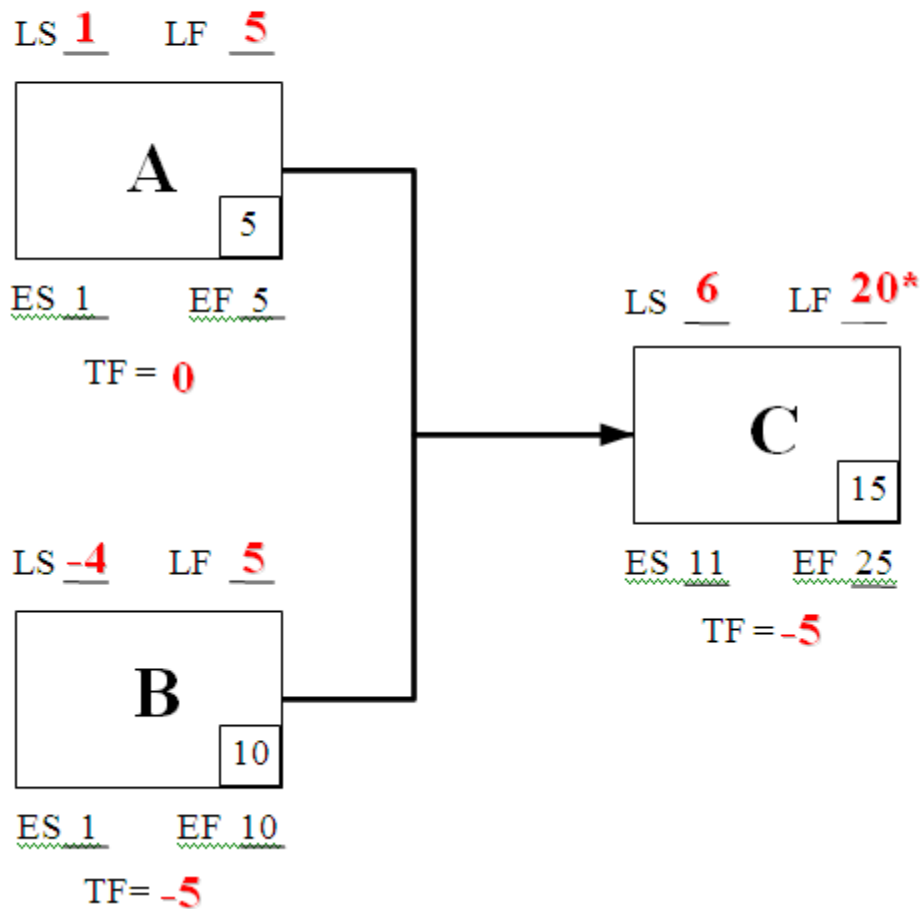 LS 1 LF 5
A
5
ES 1 EF 5
TF = 0
LS 6 LF 20*
C
15
ES 11 EF 25
TF = -5
LS -4 LF 5
B
10
ES 1 EF 10
TF= -5